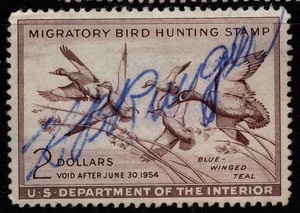 MIGRATORY BIRD HUNTING STAMP
2 DOLLARS
VOID AFTER JUNE 30, 1954
BLUE-
WINGED
TEAL
U·S·DEPARTMENT OF THE INTERIOR